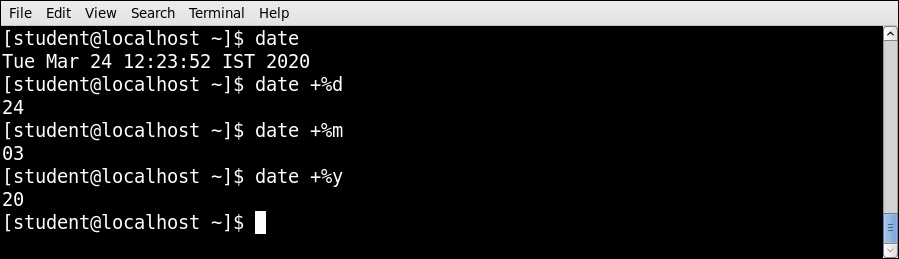 File Edit View Search Terminal Help
[student@localhost ~]$ date
Tue Mar 24 12:23:52 IST 2020
[student@localhost ~]$ date +%d
24
[student@localhost ~]$ date +%m
03
[student@localhost ~]$ date +%y
20
[student@localhost ~]$